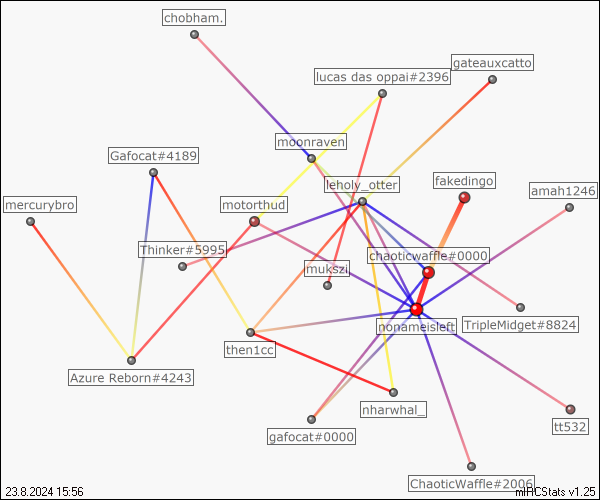 chobham.
gateauxcatto
lucas das oppai#2396
moonraven
Gafocat#4189
leholy_otter
fakedingo
amah1246
mercurybro
motorthud
Thinker#5995
chaoticwaffle#0000
mukszi
nonameisleft
TripleMidget#8824
then1cc
Azure Reborn#4243
nharwhal_
tt532
gafocat#0000
ChaoticWaffle#2006
23.8.2024 15:56
mIRCStats v1.25